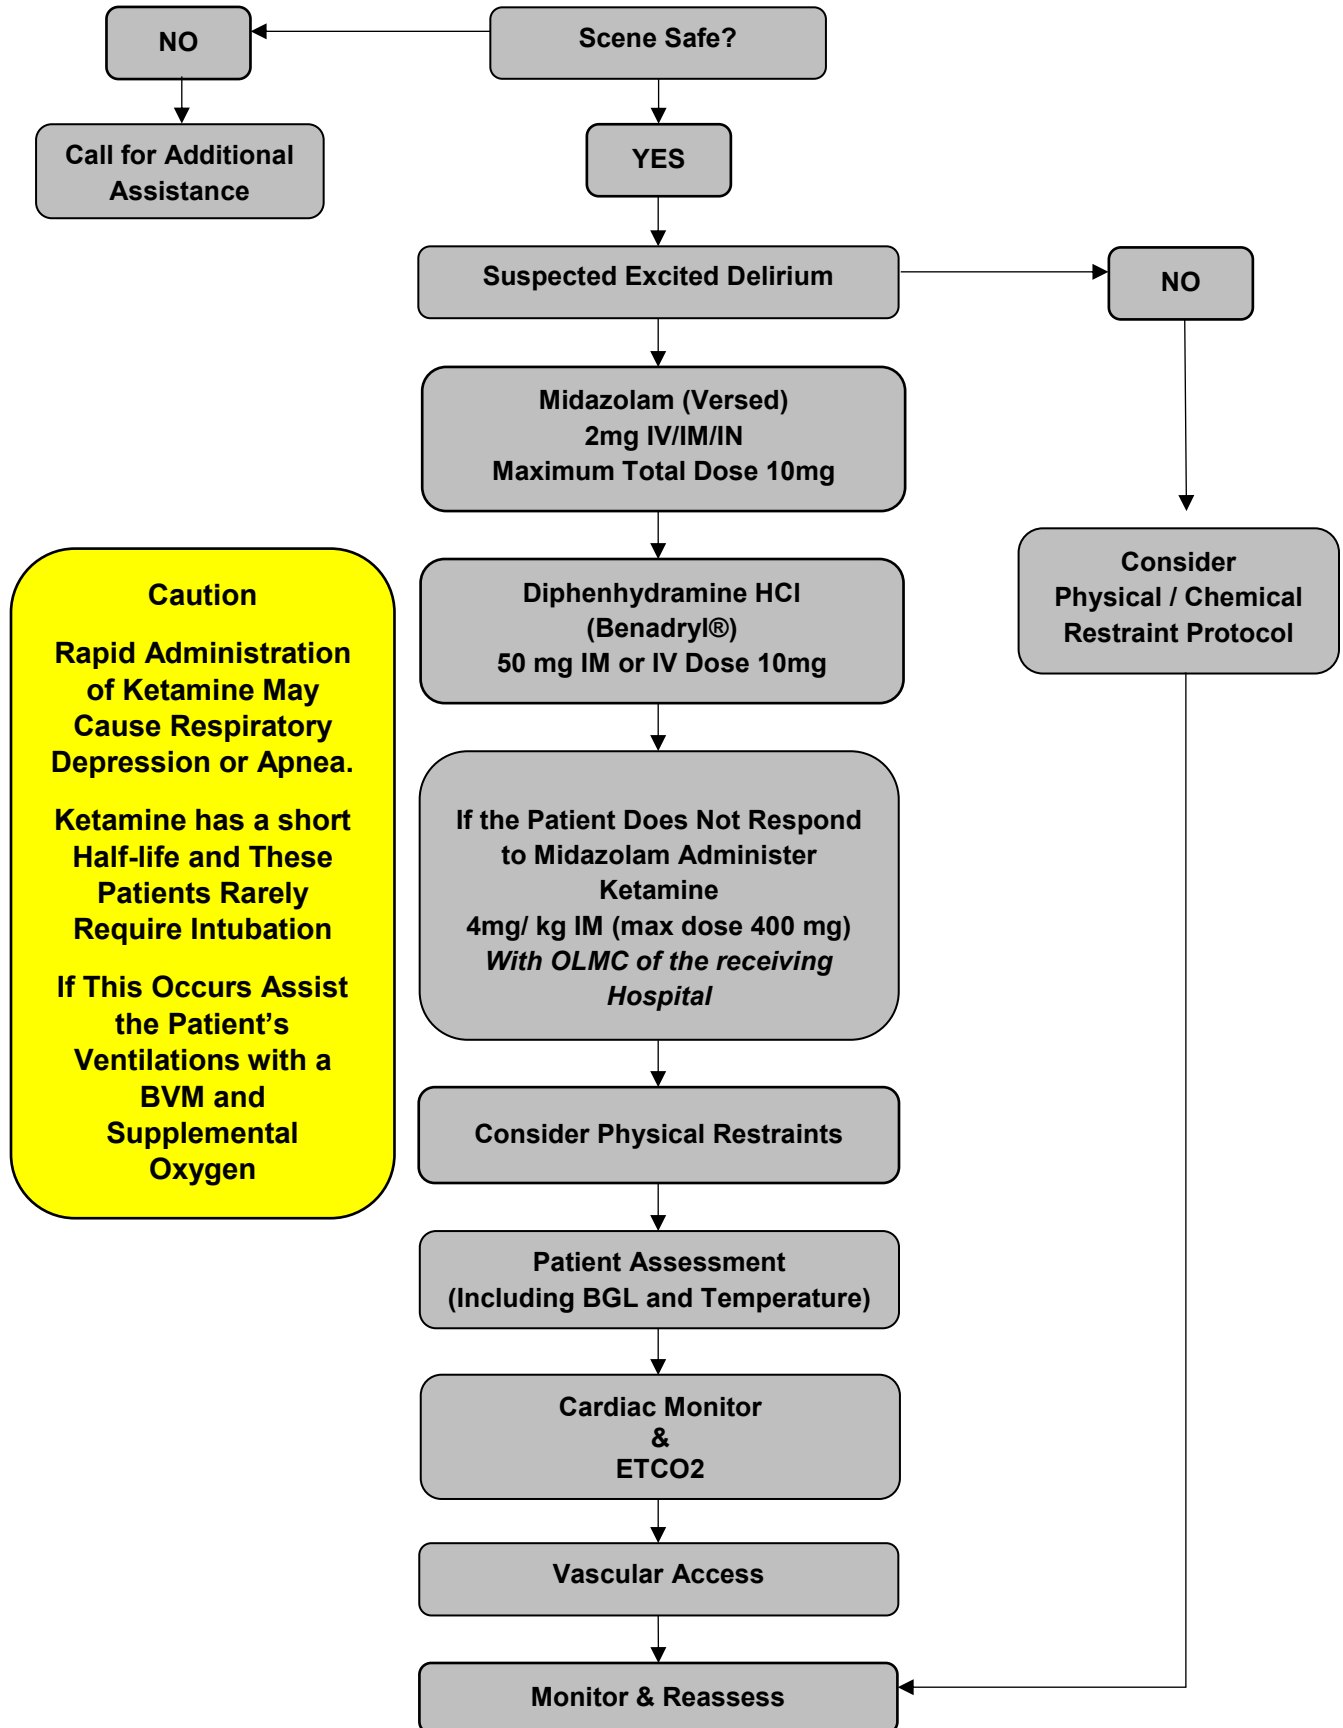 NO
Scene Safe?
Call for Additional
Assistance
YES
Suspected Excited Delirium
NO
Midazolam (Versed)
2mg IV/IM/IN
Maximum Total Dose 10mg
Diphenhydramine HCl
(Benadryl®)
50 mg IM or IV Dose 10mg
Consider
Physical / Chemical
Restraint Protocol
Caution
Rapid Administration
of Ketamine May
Cause Respiratory
Depression or Apnea.
Ketamine has a short
Half-life and These
Patients Rarely
Require Intubation
If This Occurs Assist
the Patient’s
Ventilations with a
BVM and
Supplemental
Oxygen
If the Patient Does Not Respond
to Midazolam Administer
Ketamine
4mg/ kg IM (max dose 400 mg)
With OLMC of the receiving
Hospital
Consider Physical Restraints
Patient Assessment
(Including BGL and Temperature)
Cardiac Monitor
&
ETCO2
Vascular Access
Monitor & Reassess